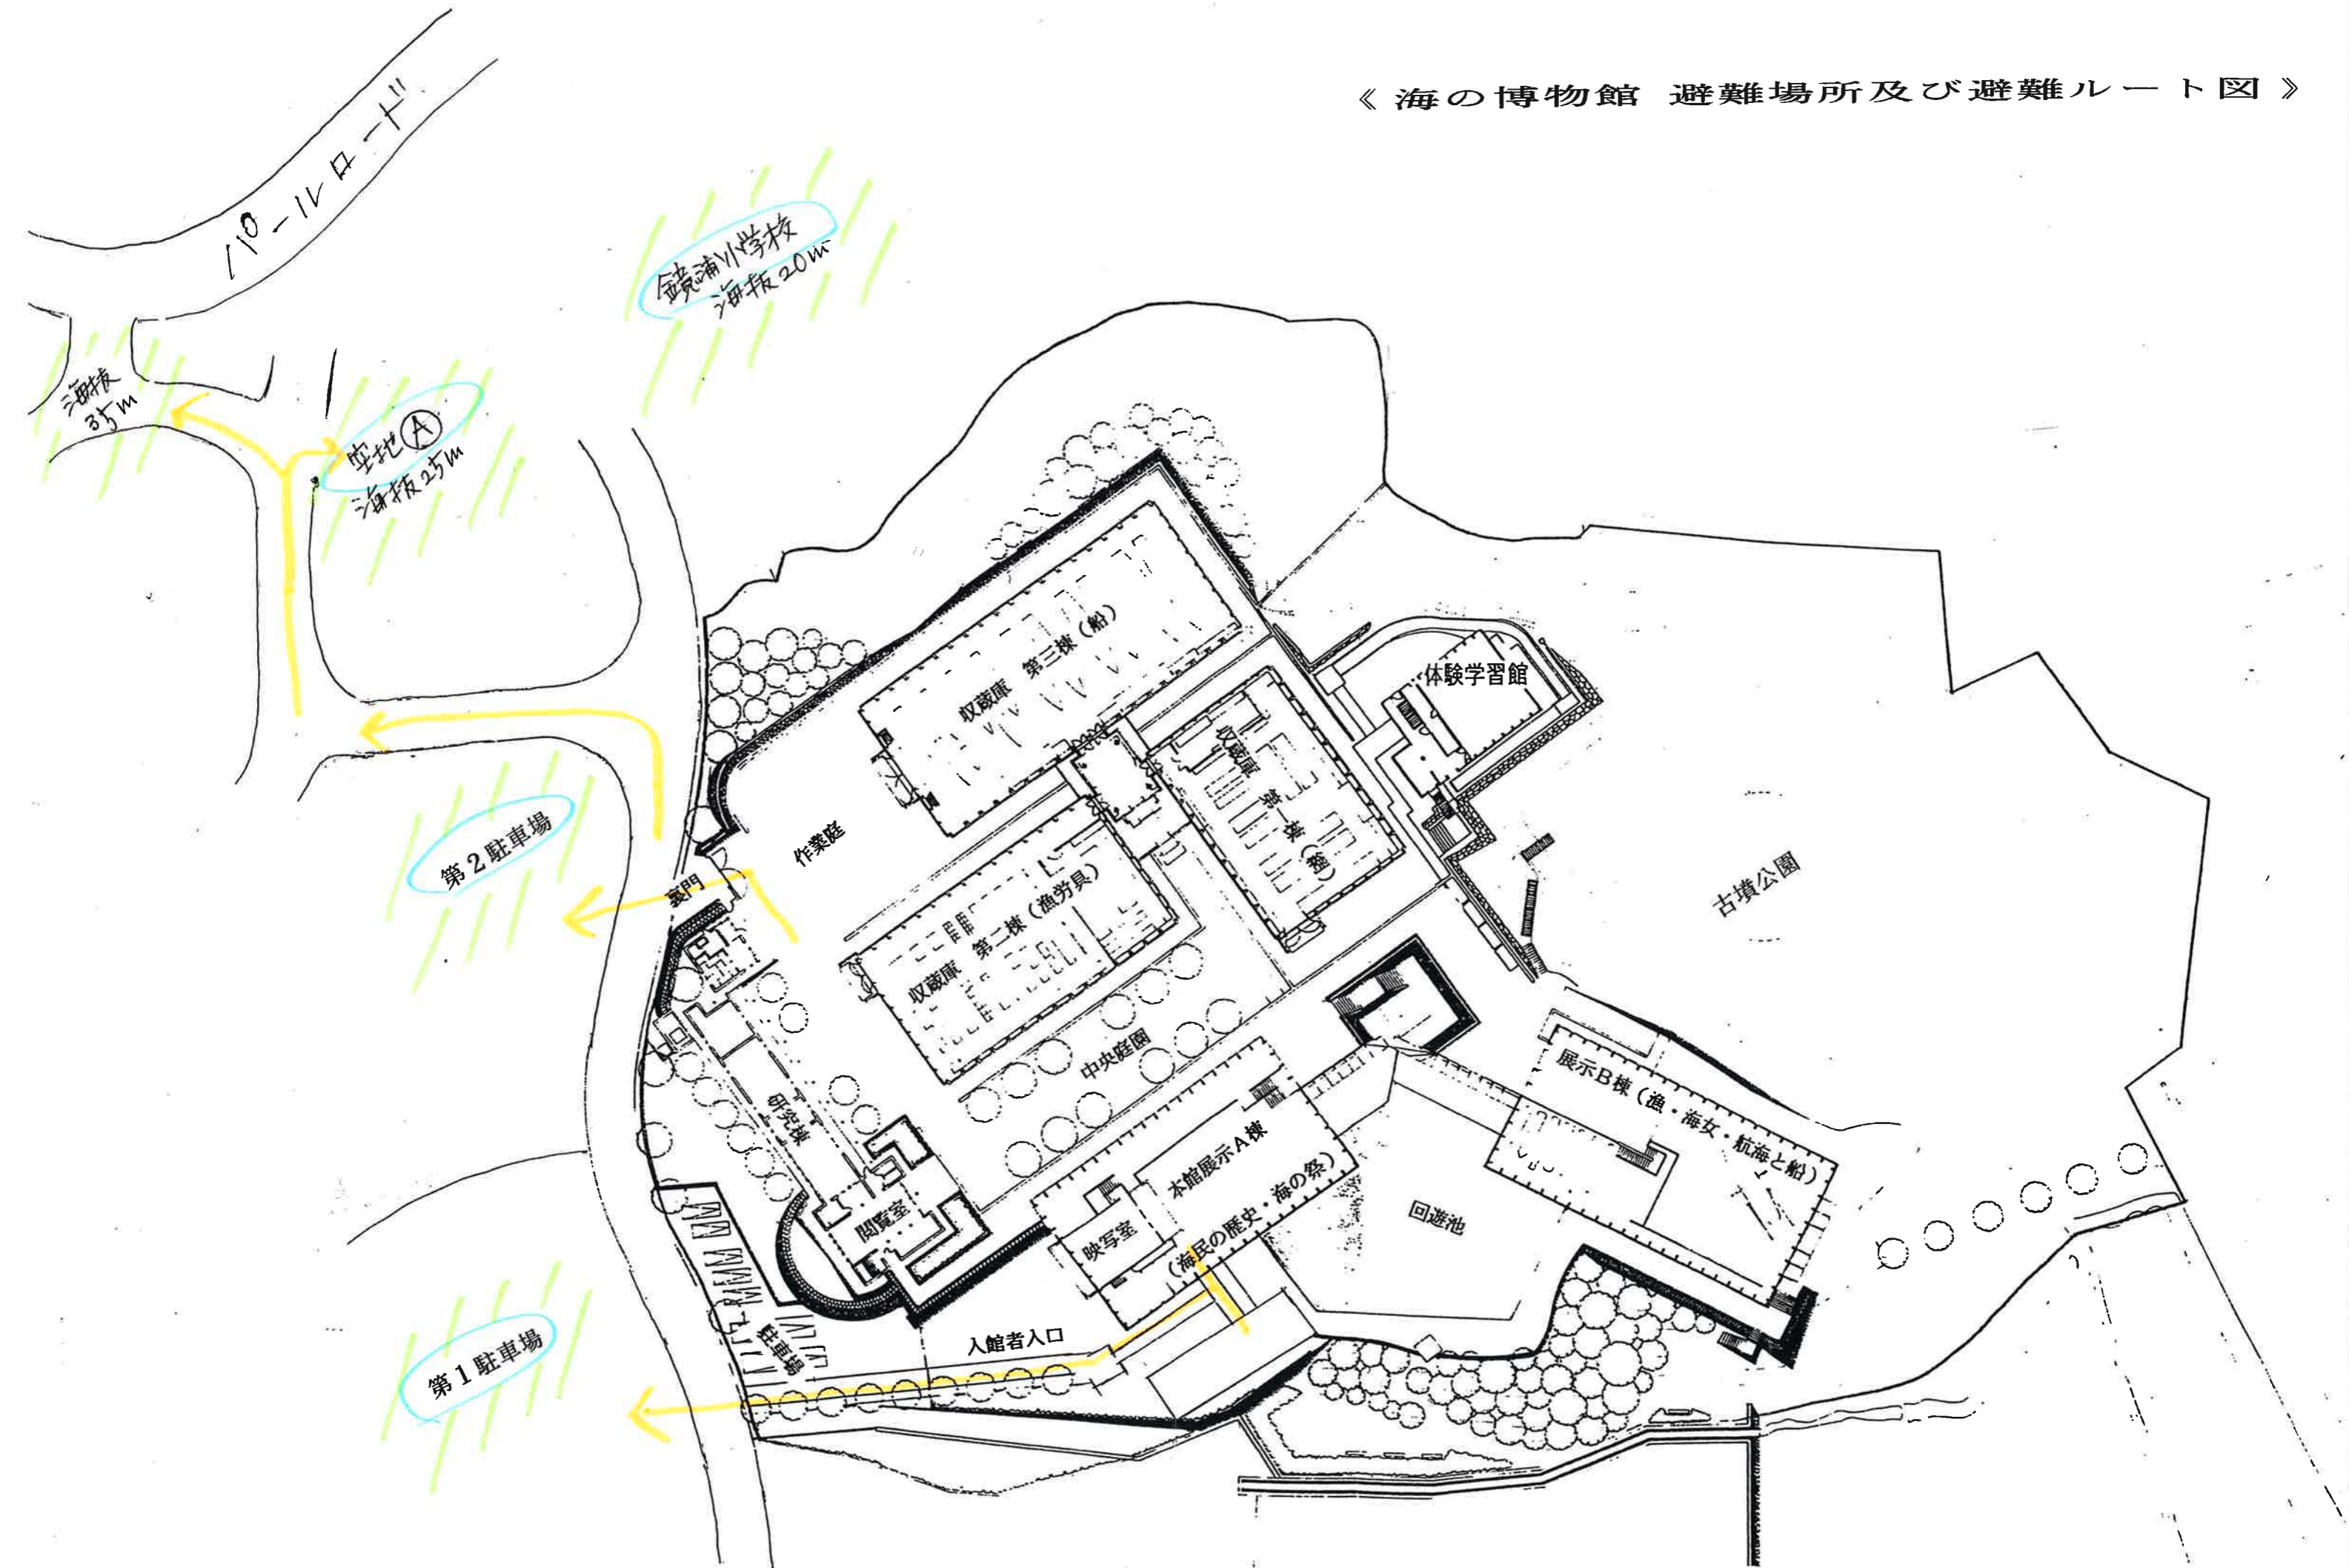 《 海の博物館 避難場所及び避難ルート図 》
パールロード
鏡浦小学校
海抜20m
海抜
35m
空地Ⓐ
海抜25m
収蔵庫 第三棟（船）
体験学習館
収蔵庫 第一棟
作業庭
第2駐車場
裏門
収蔵庫 第二棟（漁労具）
古墳公園
中央庭園
研究棟
閲覧室
展示B棟（漁・海女・航海と船）
本館展示A棟
（海民の歴史・海の祭）
映写室
回遊池
入館者入口
駐車場
第1駐車場